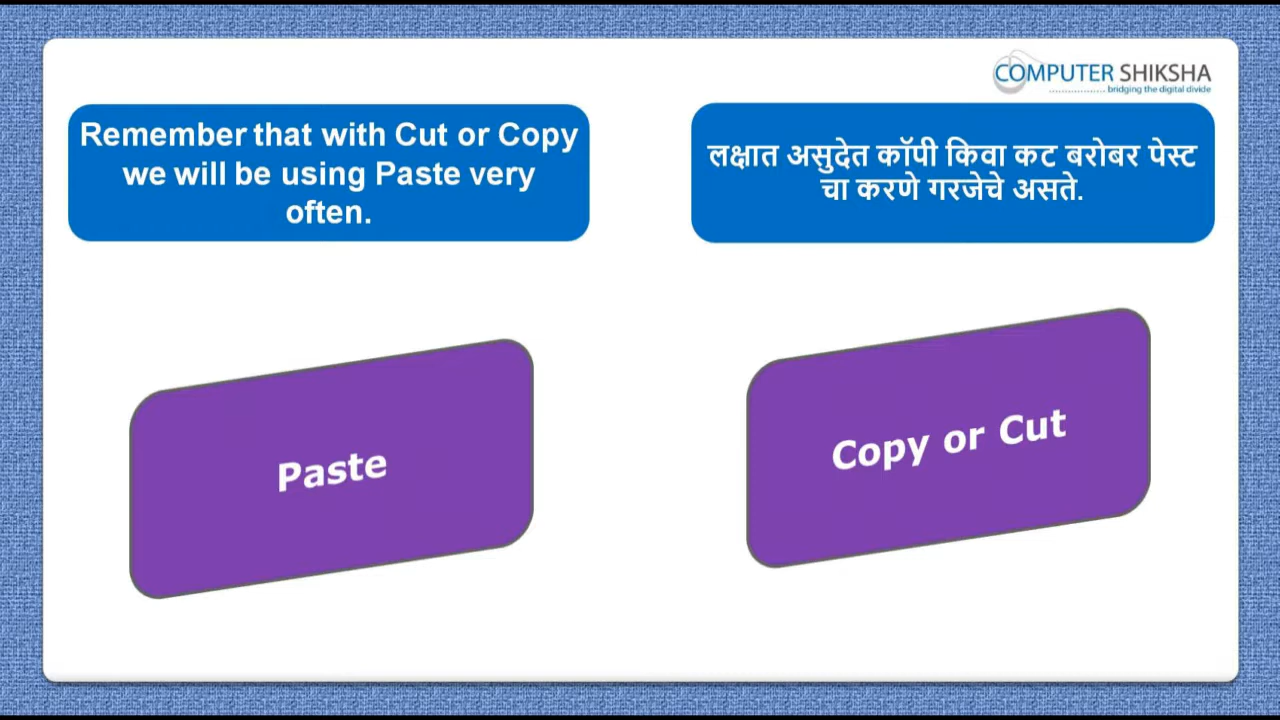 COMPUTER SHIKSHA
bridging the digital divide
Remember that with Cut or Copy
we will be using Paste very
often.
लक्षात असुदेत कॉपी किवा कट बरोबर पेस्ट
चा करणे गरजेचे असते.
Paste
Copy or Cut